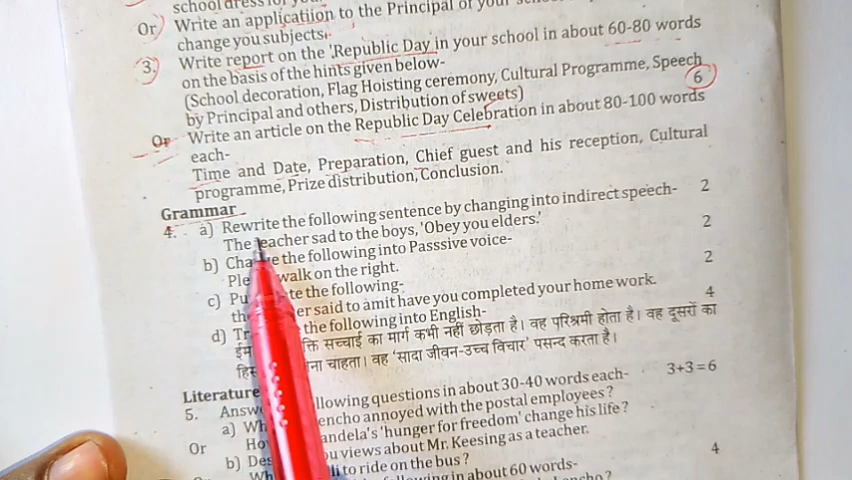 school dress for your
Or Write an applicatiion to the Principal of your school
change you subjects.
3. Write report on the 'Republic Day in your school in about 60-80 words
on the basis of the hints given below-
(School decoration, Flag Hoisting ceremony, Cultural Programme, Speech
by Principal and others, Distribution of sweets) 6
Or Write an article on the Republic Day Celebration in about 80-100 words
each-
Time and Date, Preparation, Chief guest and his reception, Cultural
programme, Prize distribution, Conclusion.
Grammar
4. a) Rewrite the following sentence by changing into indirect speech- 2
The teacher sad to the boys, 'Obey you elders.'
b) the following into Passsive voice- 2
walk on the right.
c) the following- 2
said to amit have you completed your home work.
d) the following into English- 4
सच्चाई का मार्ग कभी नहीं छोड़ता है। वह परिश्रमी होता है। वह दूसरों का
चाहता। वह 'सादा जीवन-उच्च विचार' पसन्द करता है।
Literature
5. following questions in about 30-40 words each- 3+3=6
a) annoyed with the postal employees?
Or 'hunger for freedom' change his life?
b) views about Mr. Keesing as a teacher.
to ride on the bus?
in about 60 words- 4